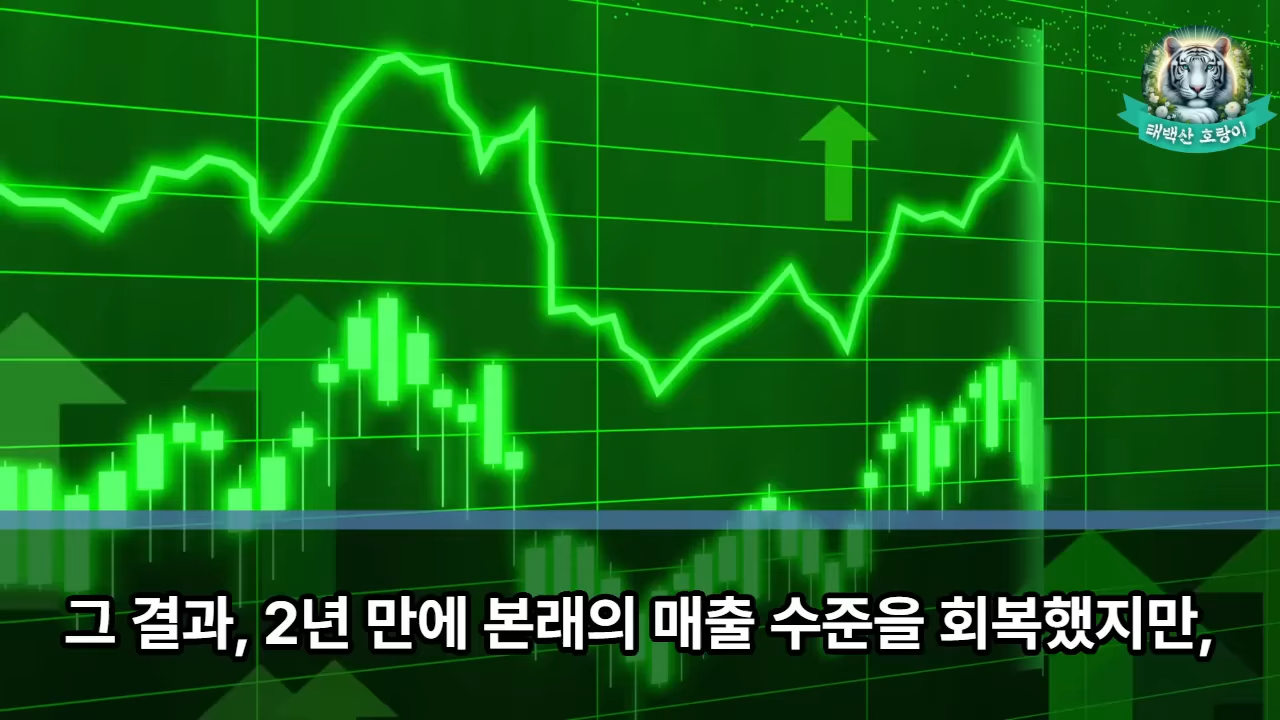 태백산 호랑이
그 결과, 2년 만에 본래의 매출 수준을 회복했지만,